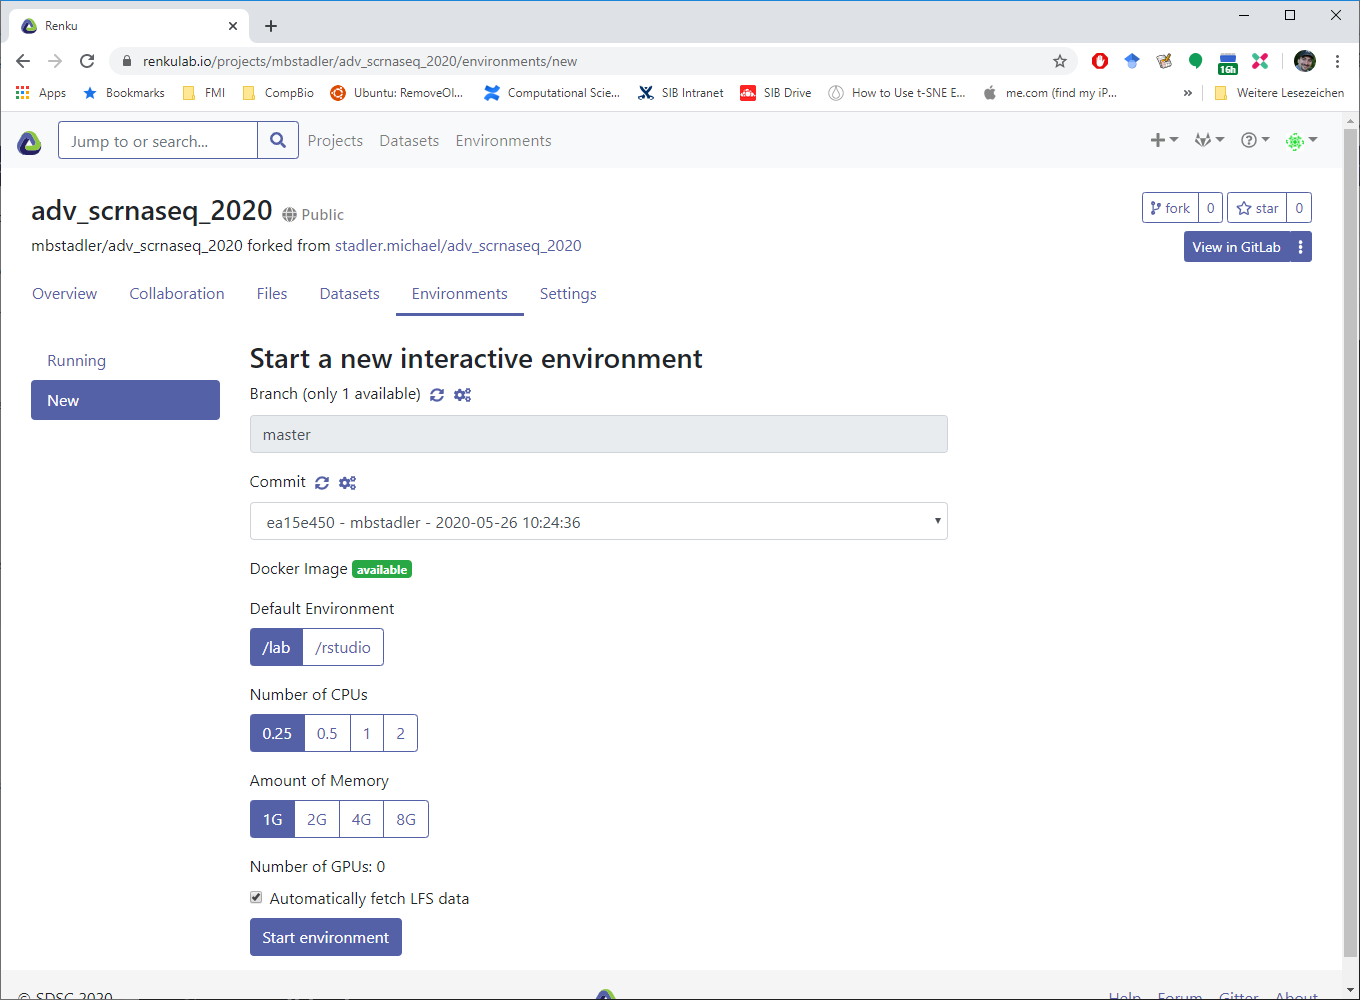 Renku
renkulab.io/projects/mbstadler/adv_scrnaseq_2020/environments/new
16h
Apps Bookmarks FMI CompBio Ubuntu: RemoveOl... Computational Scie... SIB Intranet SIB Drive How to Use t-SNE E... me.com (find my iP... » Weitere Lesezeichen
Jump to or search... Projects Datasets Environments
adv_scrnaseq_2020 Public
fork 0 star 0
mbstadler/adv_scrnaseq_2020 forked from stadler.michael/adv_scrnaseq_2020
View in GitLab
Overview Collaboration Files Datasets Environments Settings
Running
New
Start a new interactive environment
Branch (only 1 available)
master
Commit
ea15e450 - mbstadler - 2020-05-26 10:24:36
Docker Image available
Default Environment
/lab /rstudio
Number of CPUs
0.25 0.5 1 2
Amount of Memory
1G 2G 4G 8G
Number of GPUs: 0
Automatically fetch LFS data
Start environment
© SDSC 2020 Help Forum Gitter About